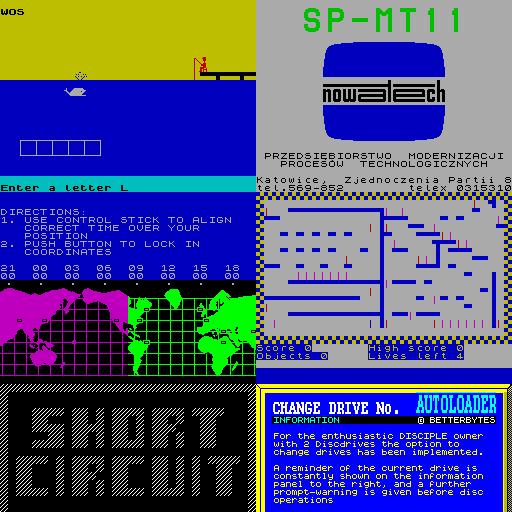 WOS
Enter a letter L
SP-MT11
nowatech
PRZEDSIEBIORSTWO MODERNIZACJI
PROCESÓW TECHNOLOGICZNYCH
Katowice, Zjednoczenia Partii 8
tel.569-852 telex 0315310
DIRECTIONS:
1. USE CONTROL STICK TO ALIGN
CORRECT TIME OVER YOUR
POSITION
2. PUSH BUTTON TO LOCK IN
COORDINATES
21 00 03 06 09 12 15 18
00 00 00 00 00 00 00 00
Score 0 High score 0
Objects 0 Lives left 4
SHORT
CIRCUIT
CHANGE DRIVE No. AUTOLOADER
INFORMATION © BETTERBYTES
For the enthusiastic DISCIPLE owner
with 2 Discdrives the option to
change drives has been implemented.
A reminder of the current drive is
constantly shown on the information
panel to the right, and a further
prompt-warning is given before disc
operations